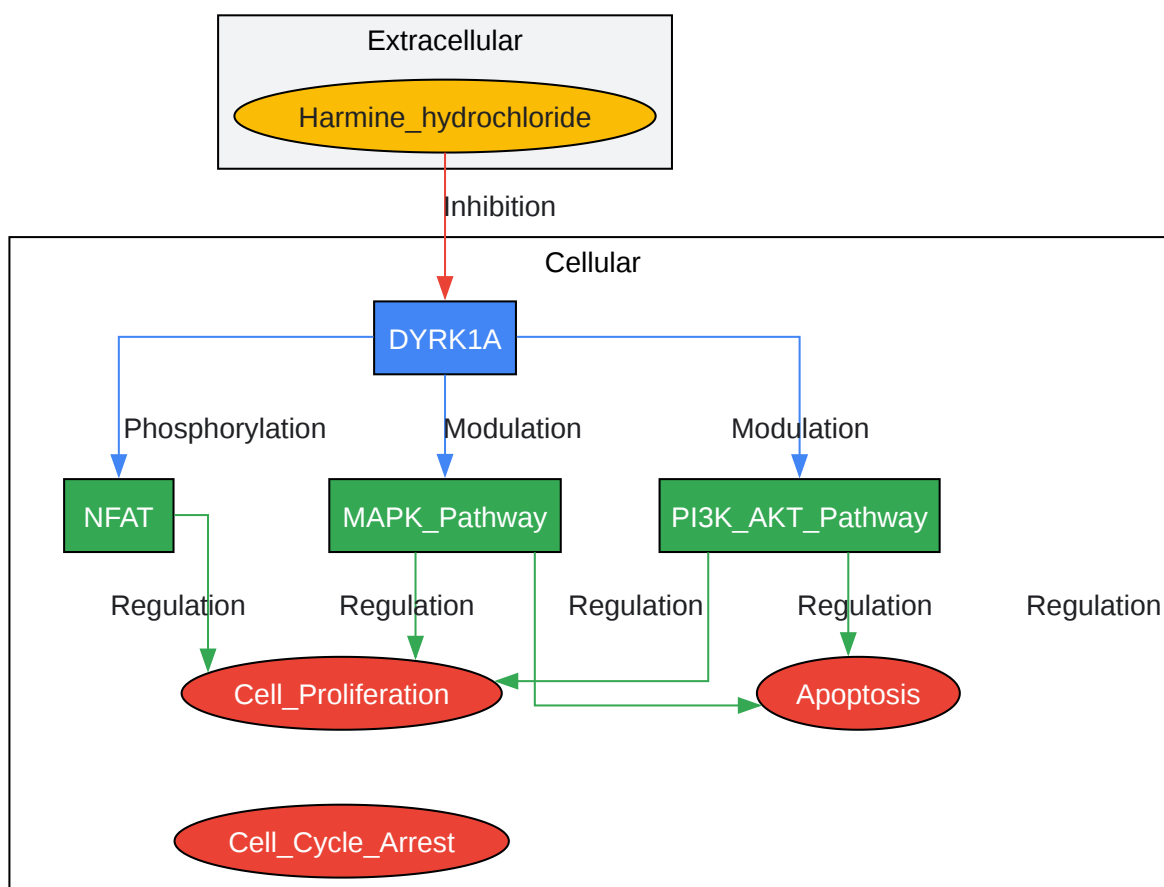 Extracellular
Harmine_hydrochloride
Inhibition
Cellular
DYRK1A
Phosphorylation
Modulation
Modulation
NFAT
MAPK_Pathway
PI3K_AKT_Pathway
Regulation
Regulation
Regulation
Regulation
Regulation
Cell_Proliferation
Apoptosis
Cell_Cycle_Arrest